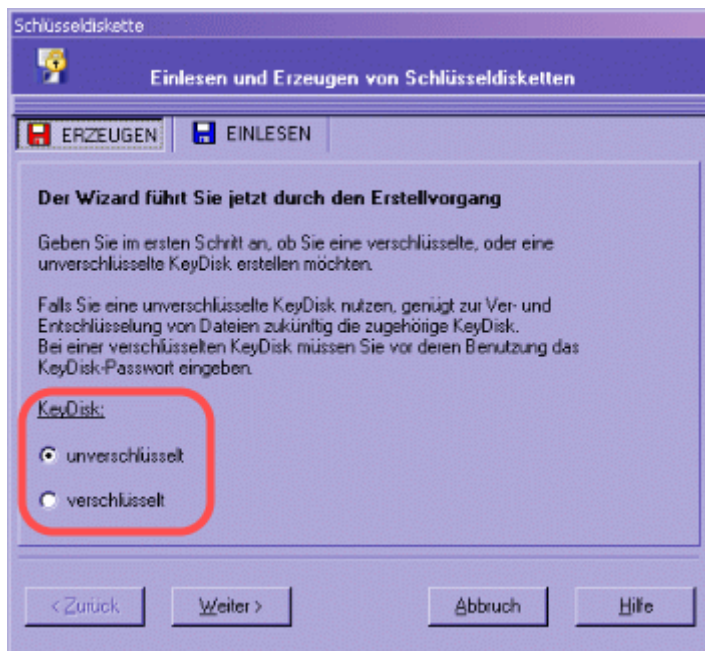 Schlüsseldiskette
Einlesen und Erzeugen von Schlüsseldisketten
ERZEUGEN
EINLESEN
Der Wizard führt Sie jetzt durch den Erstellvorgang
Geben Sie im ersten Schritt an, ob Sie eine verschlüsselte, oder eine
unverschlüsselte KeyDisk erstellen möchten.
Falls Sie eine unverschlüsselte KeyDisk nutzen, genügt zur Ver- und
Entschlüsselung von Dateien zukünftig die zugehörige KeyDisk.
Bei einer verschlüsselten KeyDisk müssen Sie vor deren Benutzung das
KeyDisk-Passwort eingeben.
KeyDisk:
unverschlüsselt
verschlüsselt
< Zurück
Weiter >
Abbruch
Hilfe